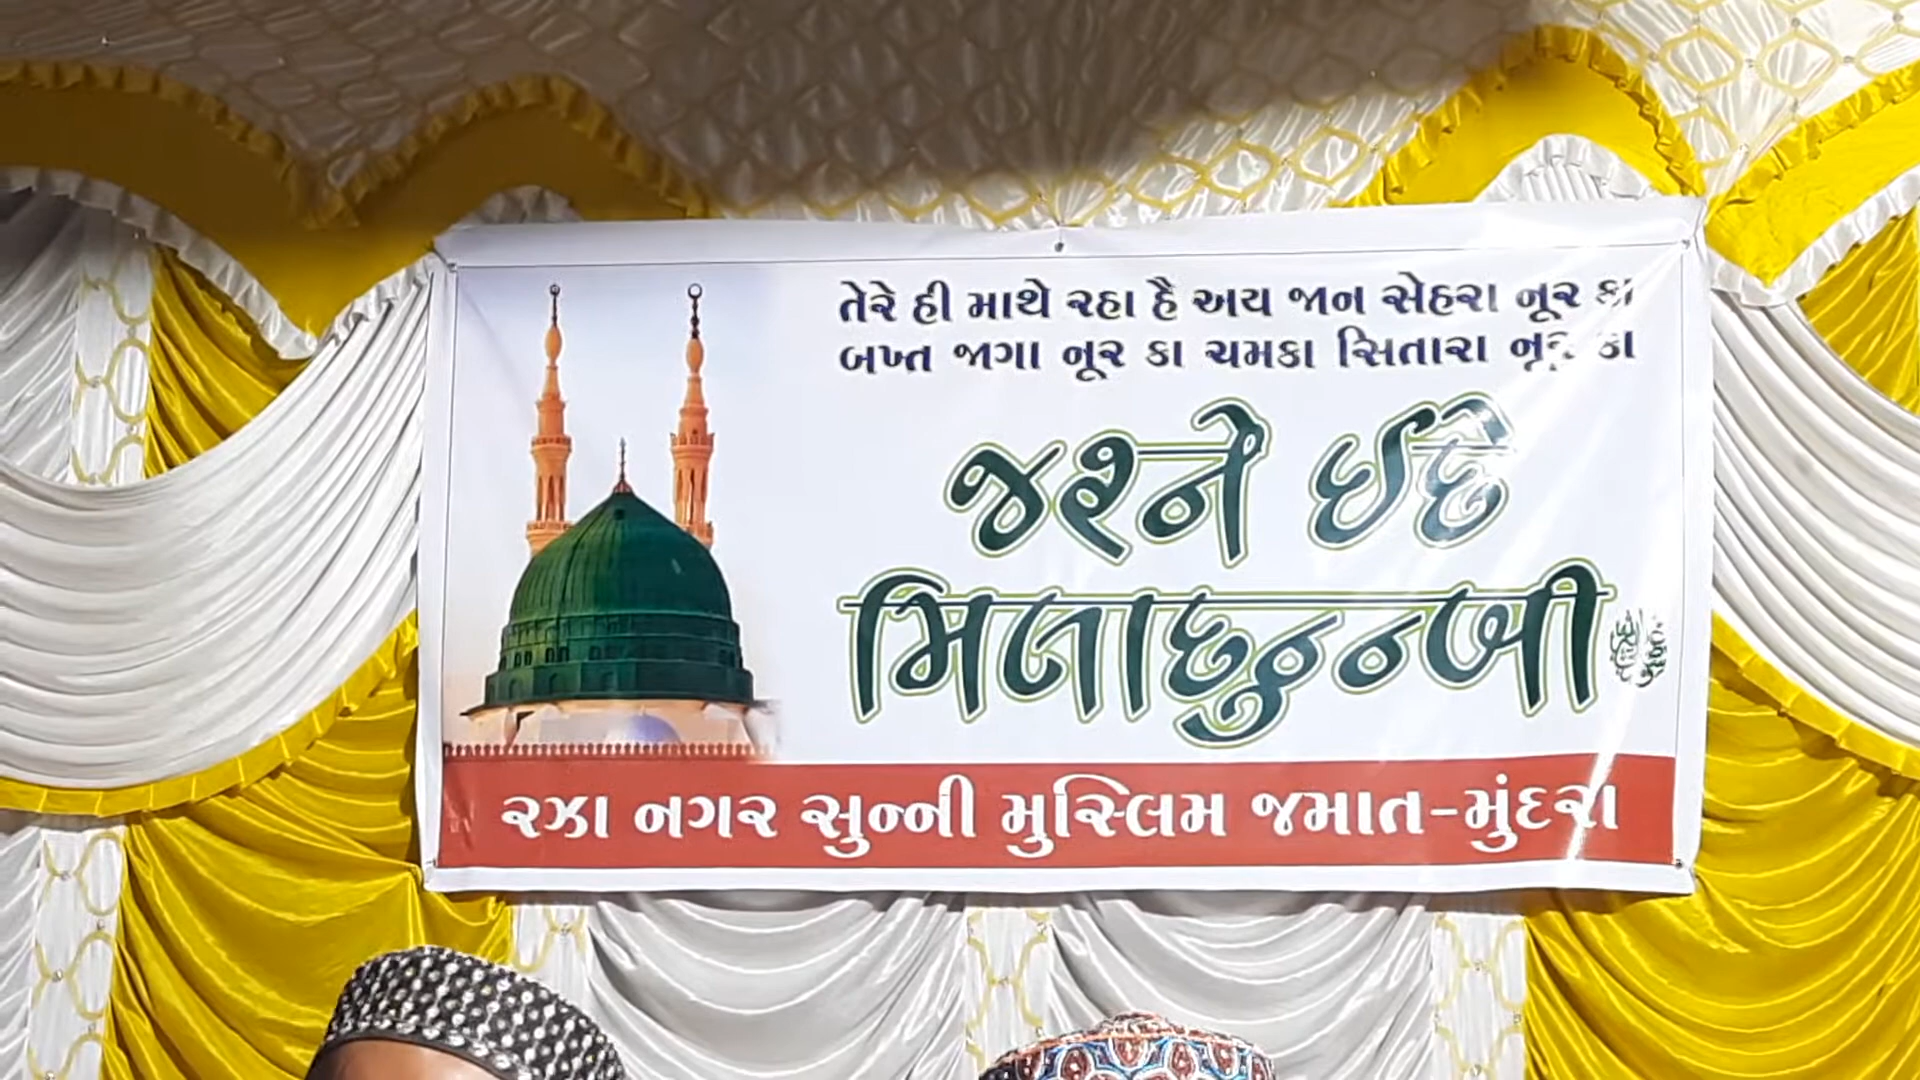 તેરે હી માથે રહા હૈ અય જાન સેહરા નૂર કા
બખ્ત જાગા નૂર કા ચમકા સિતારા નૂર કા
જશ્ને ઈદે
મિલાદુન્નબી
રઝા નગર સુન્ની મુસ્લિમ જમાત-મુંદરા